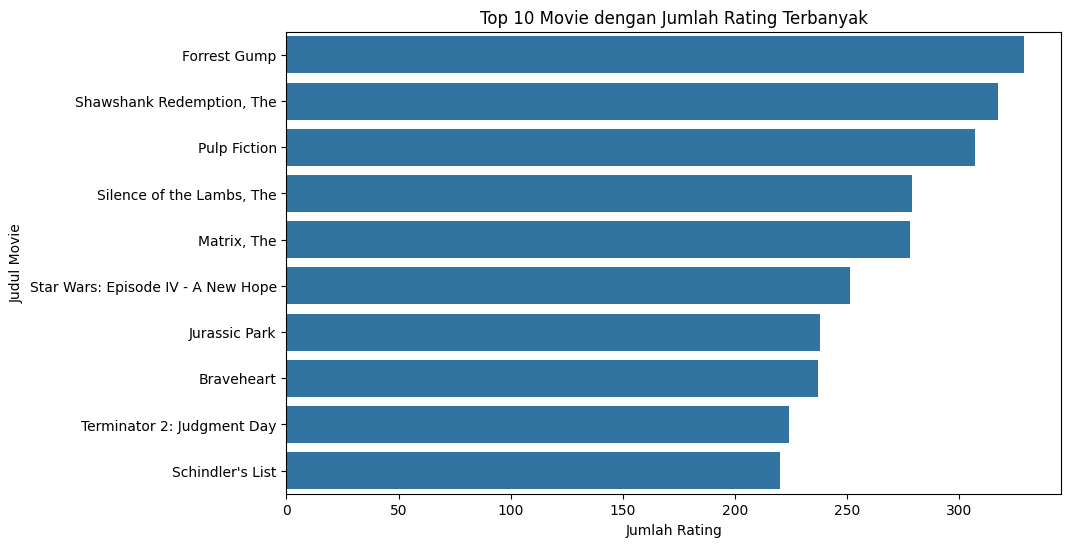 Top 10 Movie dengan Jumlah Rating Terbanyak
Judul Movie
Forrest Gump
Shawshank Redemption, The
Pulp Fiction
Silence of the Lambs, The
Matrix, The
Star Wars: Episode IV - A New Hope
Jurassic Park
Braveheart
Terminator 2: Judgment Day
Schindler's List
0 50 100 150 200 250 300
Jumlah Rating